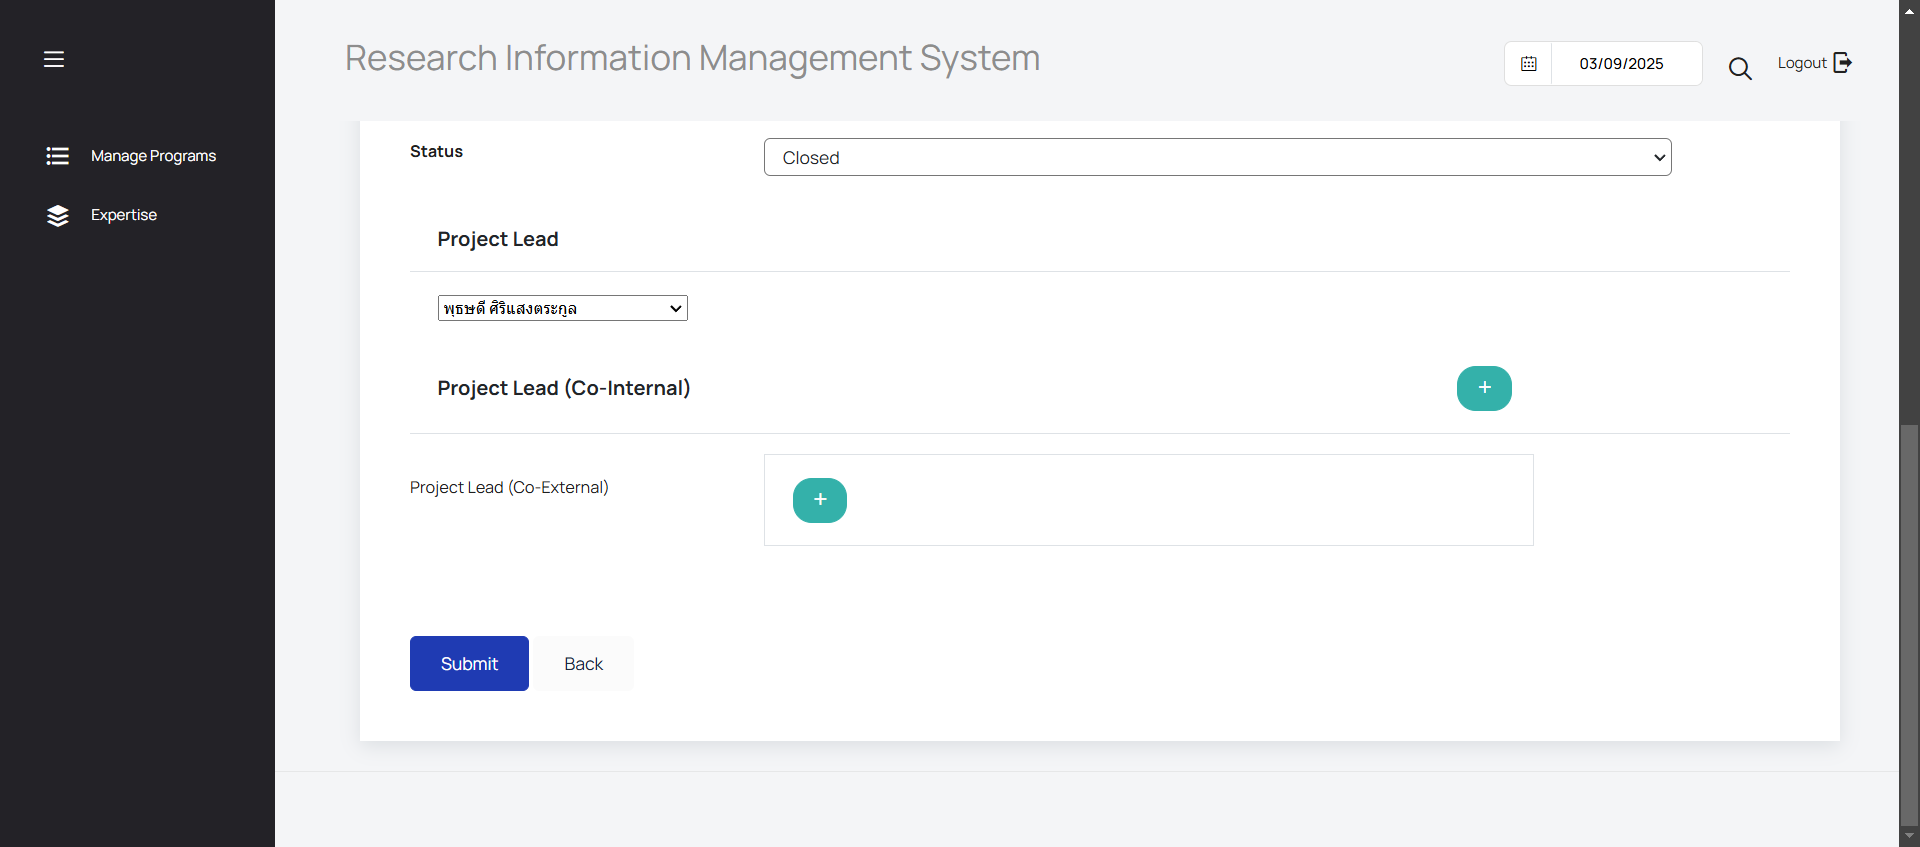 Research Information Management System
03/09/2025
Logout
Manage Programs
Expertise
Status
Closed
Project Lead
พุธษดี ศิริแสงตระกูล
Project Lead (Co-Internal)
+
Project Lead (Co-External)
+
Submit
Back